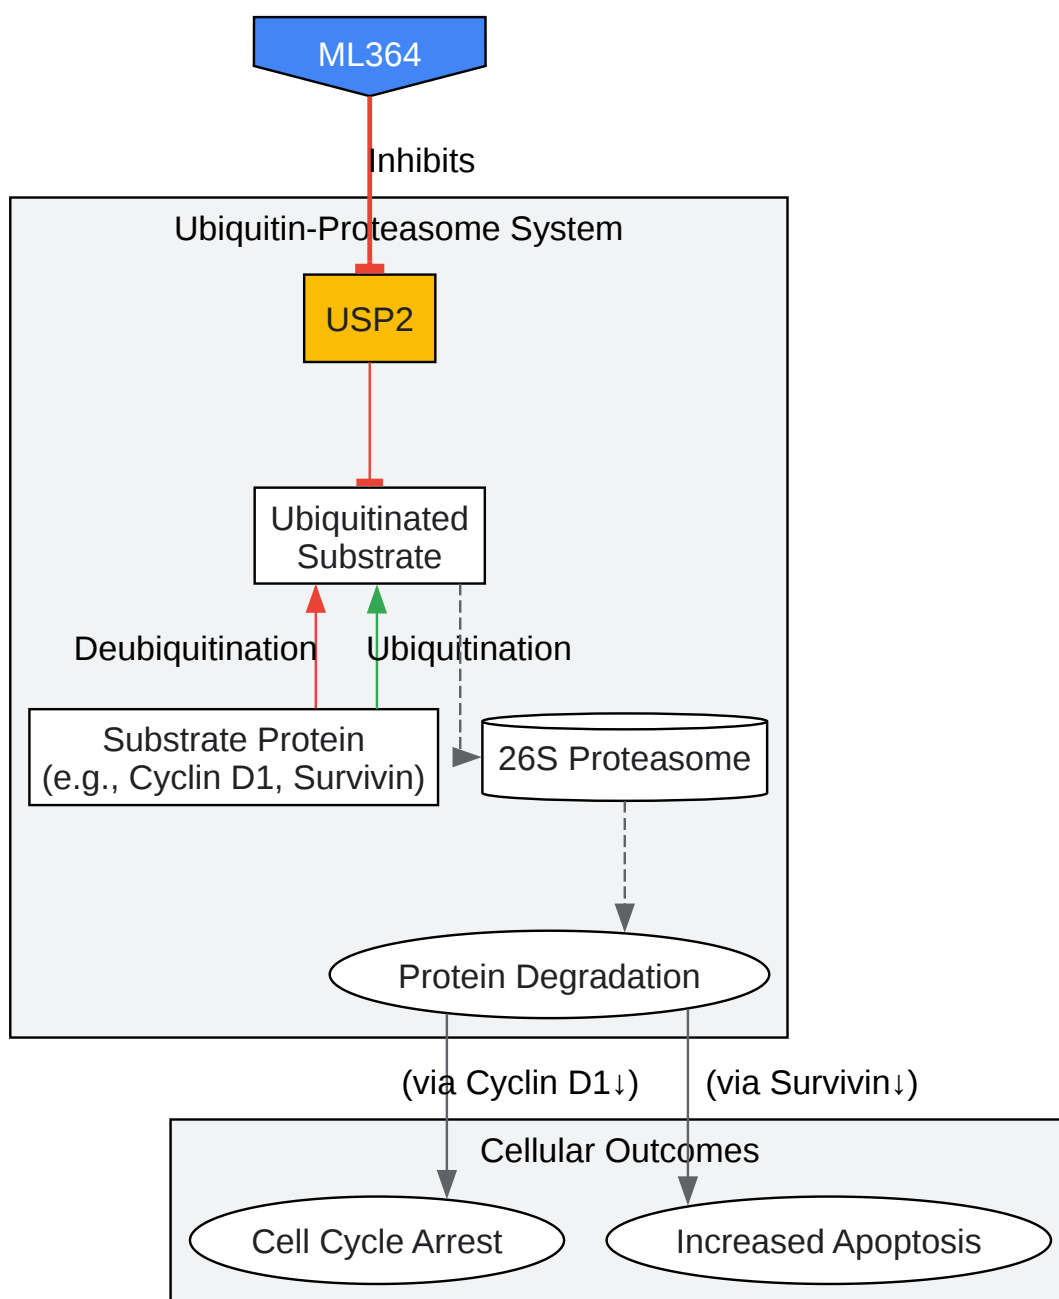 ML364
Inhibits
Ubiquitin-Proteasome System
USP2
Ubiquitinated
Substrate
Deubiquitination
Ubiquitination
Substrate Protein
(e.g., Cyclin D1, Survivin)
26S Proteasome
Protein Degradation
(via Cyclin D1↓)
(via Survivin↓)
Cellular Outcomes
Cell Cycle Arrest
Increased Apoptosis